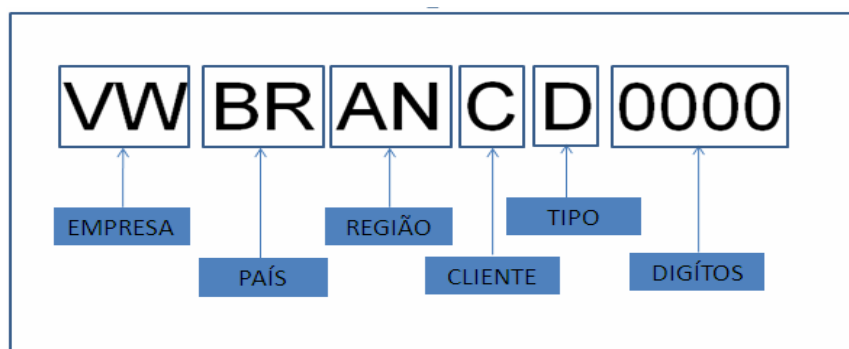 VW BR AN C D 0000
EMPRESA REGIÃO TIPO
PAÍS CLIENTE DIGÍTOS